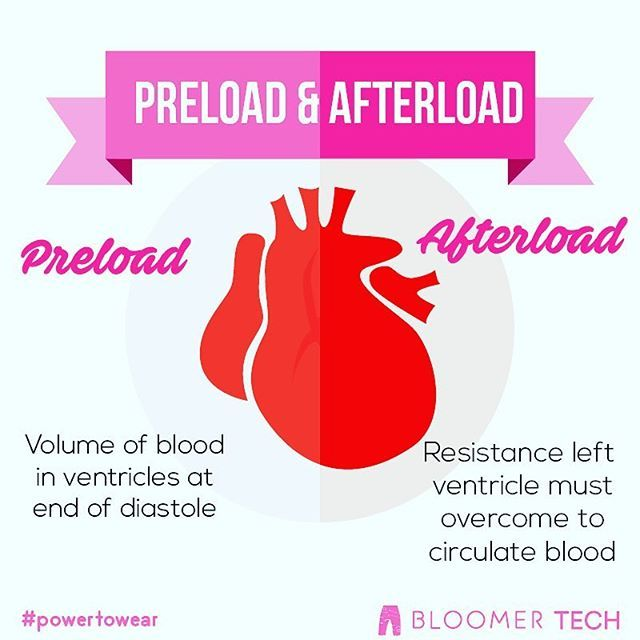 PRELOAD & AFTERLOAD
Preload
Afterload
Volume of blood
in ventricles at
end of diastole
Resistance left
ventricle must
overcome to
circulate blood
#powertowear
BLOOMER TECH